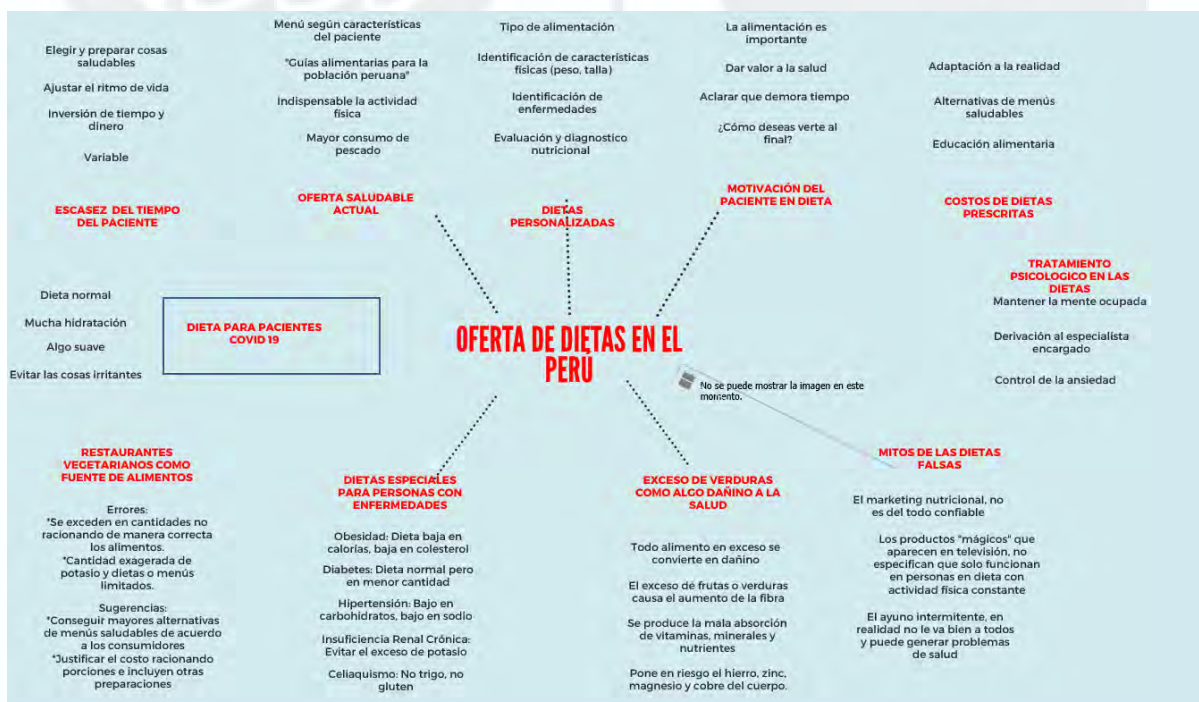 Elegir y preparar cosas
saludables
Ajustar el ritmo de vida
Inversión de tiempo y
dinero
Variable
ESCASEZ DEL TIEMPO
DEL PACIENTE
Menú según características
del paciente
"Guías alimentarias para la
población peruana"
Indispensable la actividad
física
Mayor consumo de
pescado
OFERTA SALUDABLE
ACTUAL
Tipo de alimentación
Identificación de características
físicas (peso, talla)
Identificación de
enfermedades
Evaluación y diagnostico
nutricional
DIETAS
PERSONALIZADAS
La alimentación es
importante
Dar valor a la salud
Aclarar que demora tiempo
¿Cómo deseas verte al
final?
MOTIVACIÓN DEL
PACIENTE EN DIETA
Adaptación a la realidad
Alternativas de menús
saludables
Educación alimentaria
COSTOS DE DIETAS
PRESCRITAS
Dieta normal
Mucha hidratación
Algo suave
Evitar las cosas irritantes
DIETA PARA PACIENTES
COVID 19
OFERTA DE DIETAS EN EL
PERÚ
No se puede mostrar la imagen en este
momento.
TRATAMIENTO
PSICOLOGICO EN LAS
DIETAS
Mantener la mente ocupada
Derivación al especialista
encargado
Control de la ansiedad
RESTAURANTES
VEGETARIANOS COMO
FUENTE DE ALIMENTOS
Errores:
*Se exceden en cantidades no
racionando de manera correcta
los alimentos.
*Cantidad exagerada de
potasio y dietas o menús
limitados.
Sugerencias:
*Conseguir mayores alternativas
de menús saludables de acuerdo
a los consumidores
*Justificar el costo racionando
porciones e incluyen otras
preparaciones
DIETAS ESPECIALES
PARA PERSONAS CON
ENFERMEDADES
Obesidad: Dieta baja en
calorías, baja en colesterol
Diabetes: Dieta normal pero
en menor cantidad
Hipertensión: Bajo en
carbohidratos, bajo en sodio
Insuficiencia Renal Crónica:
Evitar el exceso de potasio
Celiaquismo: No trigo, no
gluten
EXCESO DE VERDURAS
COMO ALGO DAÑINO A LA
SALUD
Todo alimento en exceso se
convierte en dañino
El exceso de frutas o verduras
causa el aumento de la fibra
Se produce la mala absorción
de vitaminas, minerales y
nutrientes
Pone en riesgo el hierro, zinc,
magnesio y cobre del cuerpo.
MITOS DE LAS DIETAS
FALSAS
El marketing nutricional, no
es del todo confiable
Los productos "mágicos" que
aparecen en televisión, no
especifican que solo funcionan
en personas en dieta con
actividad física constante
El ayuno intermitente, en
realidad no le va bien a todos
y puede generar problemas
de salud